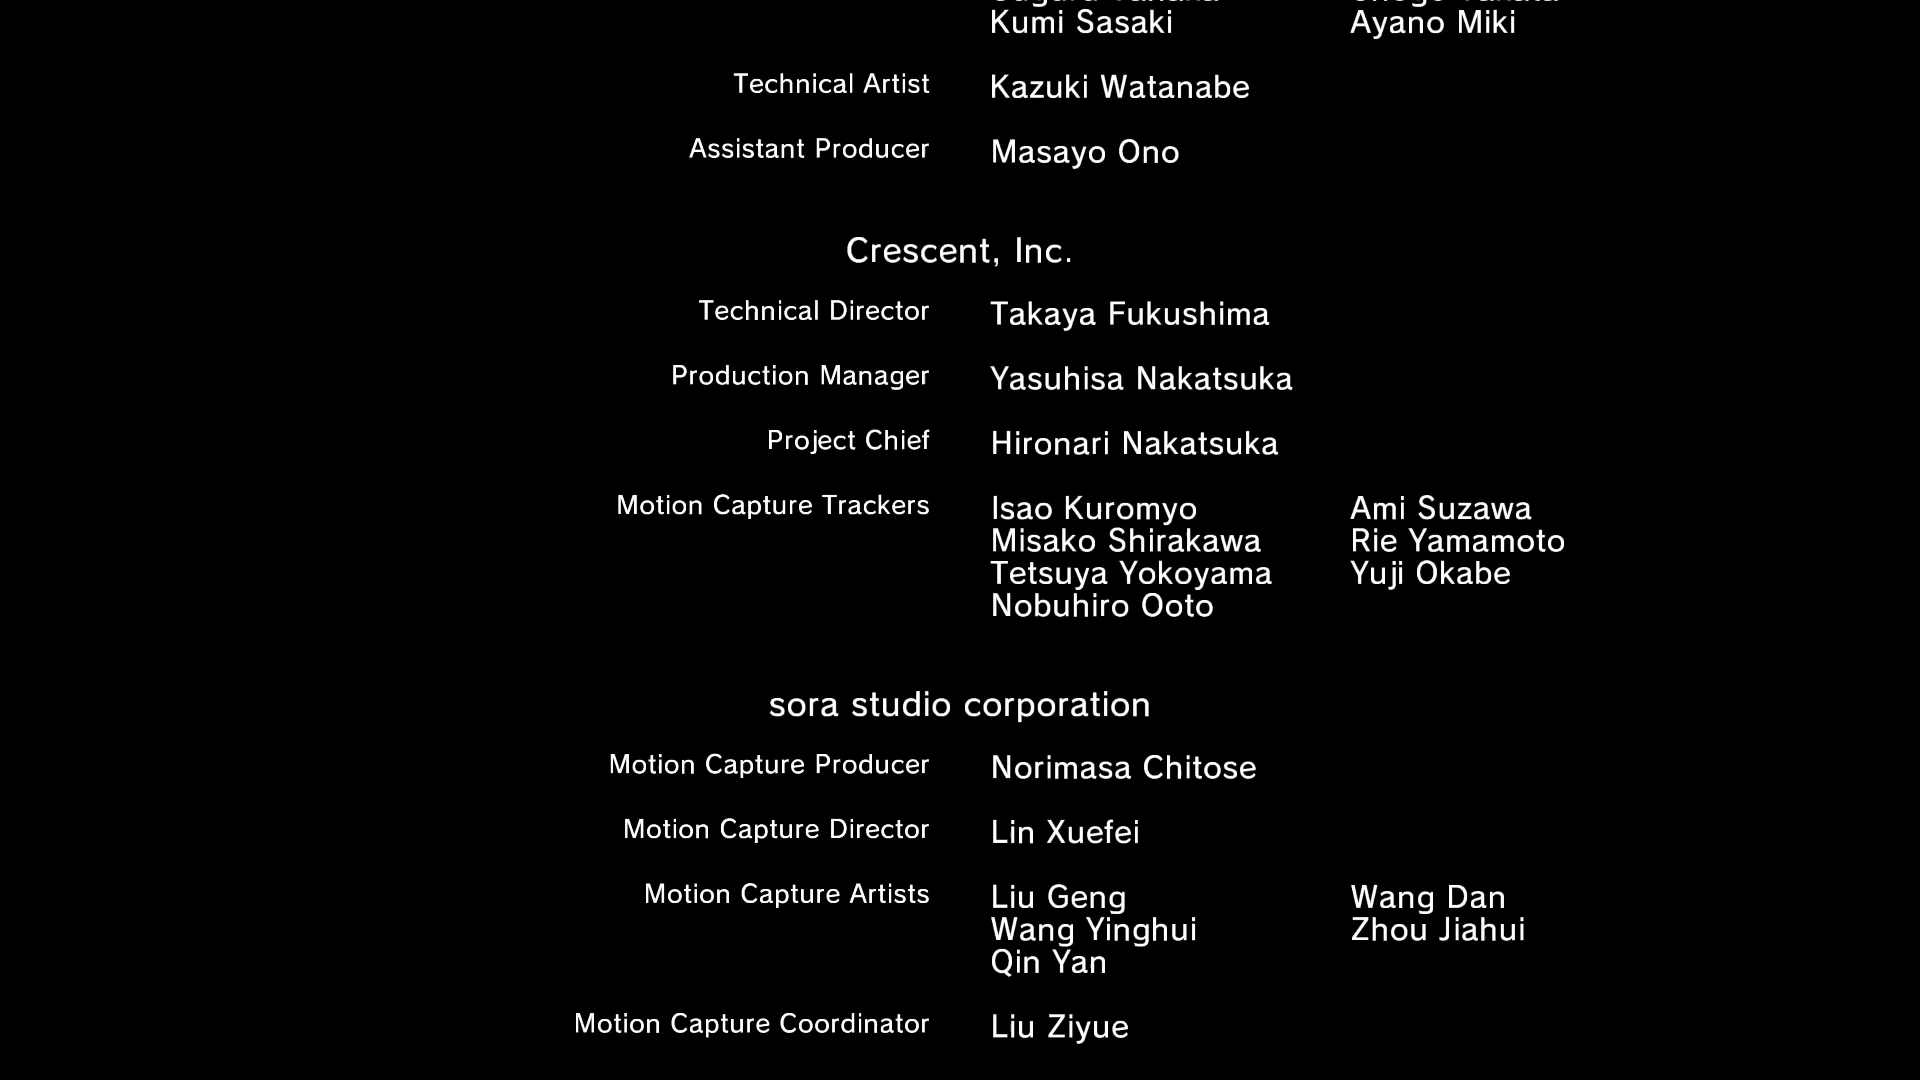 Kumi Sasaki Ayano Miki
Technical Artist Kazuki Watanabe
Assistant Producer Masayo Ono
Crescent, Inc.
Technical Director Takaya Fukushima
Production Manager Yasuhisa Nakatsuka
Project Chief Hironari Nakatsuka
Motion Capture Trackers Isao Kuromyo Ami Suzawa
Misako Shirakawa Rie Yamamoto
Tetsuya Yokoyama Yuji Okabe
Nobuhiro Ooto
sora studio corporation
Motion Capture Producer Norimasa Chitose
Motion Capture Director Lin Xuefei
Motion Capture Artists Liu Geng Wang Dan
Wang Yinghui Zhou Jiahui
Qin Yan
Motion Capture Coordinator Liu Ziyue